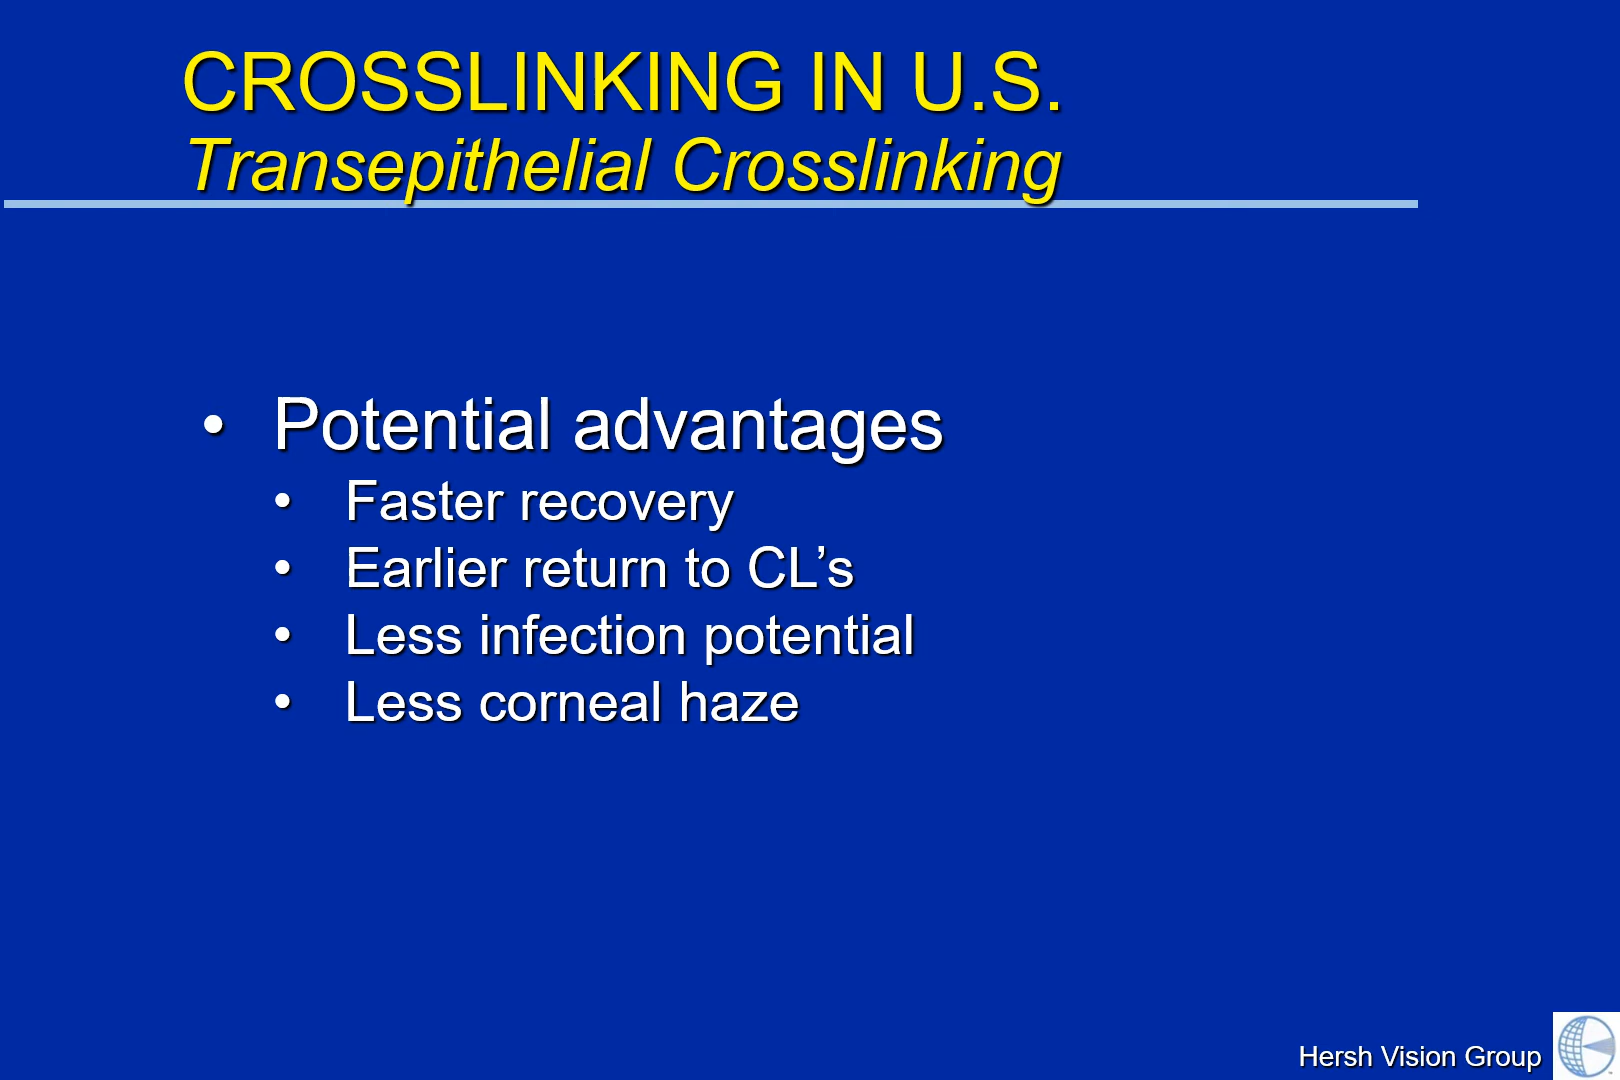 CROSSLINKING IN U.S.
Transepithelial Crosslinking
• Potential advantages
• Faster recovery
• Earlier return to CL’s
• Less infection potential
• Less corneal haze
Hersh Vision Group